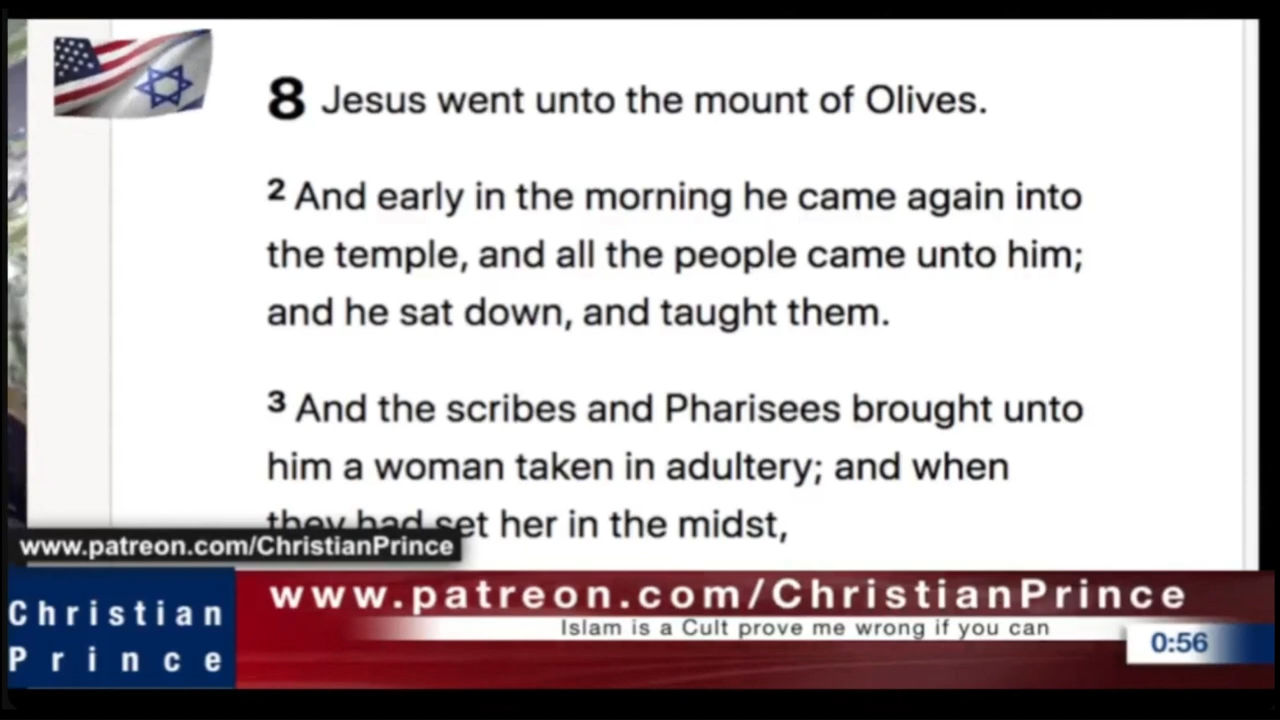 8 Jesus went unto the mount of Olives.
2 And early in the morning he came again into
the temple, and all the people came unto him;
and he sat down, and taught them.
3 And the scribes and Pharisees brought unto
him a woman taken in adultery; and when
they had set her in the midst,
www.patreon.com/ChristianPrince
Christian
Prince
www.patreon.com/ChristianPrince
Islam is a Cult prove me wrong if you can
0:56